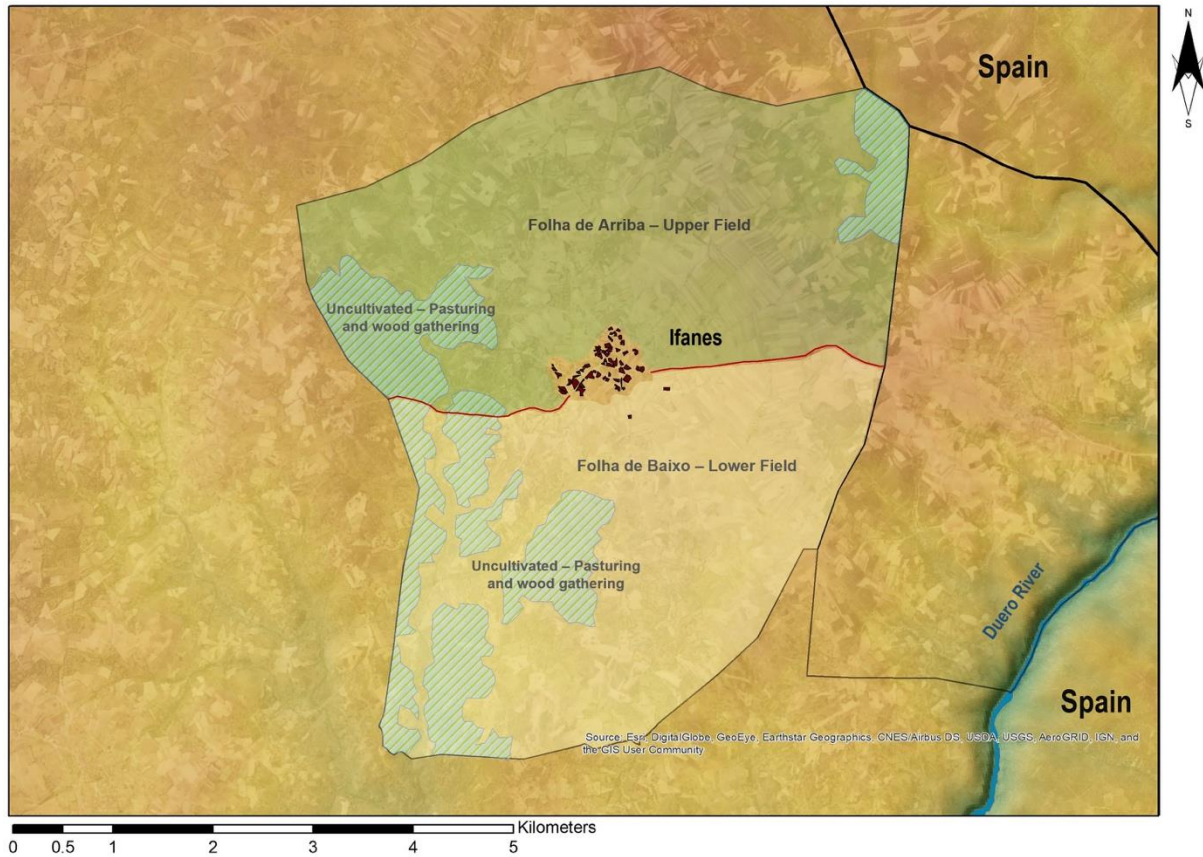 N
S
Spain
Folha de Arriba – Upper Field
Uncultivated – Pasturing
and wood gathering
Ifanes
Folha de Baixo – Lower Field
Uncultivated – Pasturing
and wood gathering
Duero River
Spain
Source: Esri, DigitalGlobe, GeoEye, Earthstar Geographics, CNES/Airbus DS, USDA, USGS, AeroGRID, IGN, and
the GIS User Community
Kilometers
0 0.5 1 2 3 4 5